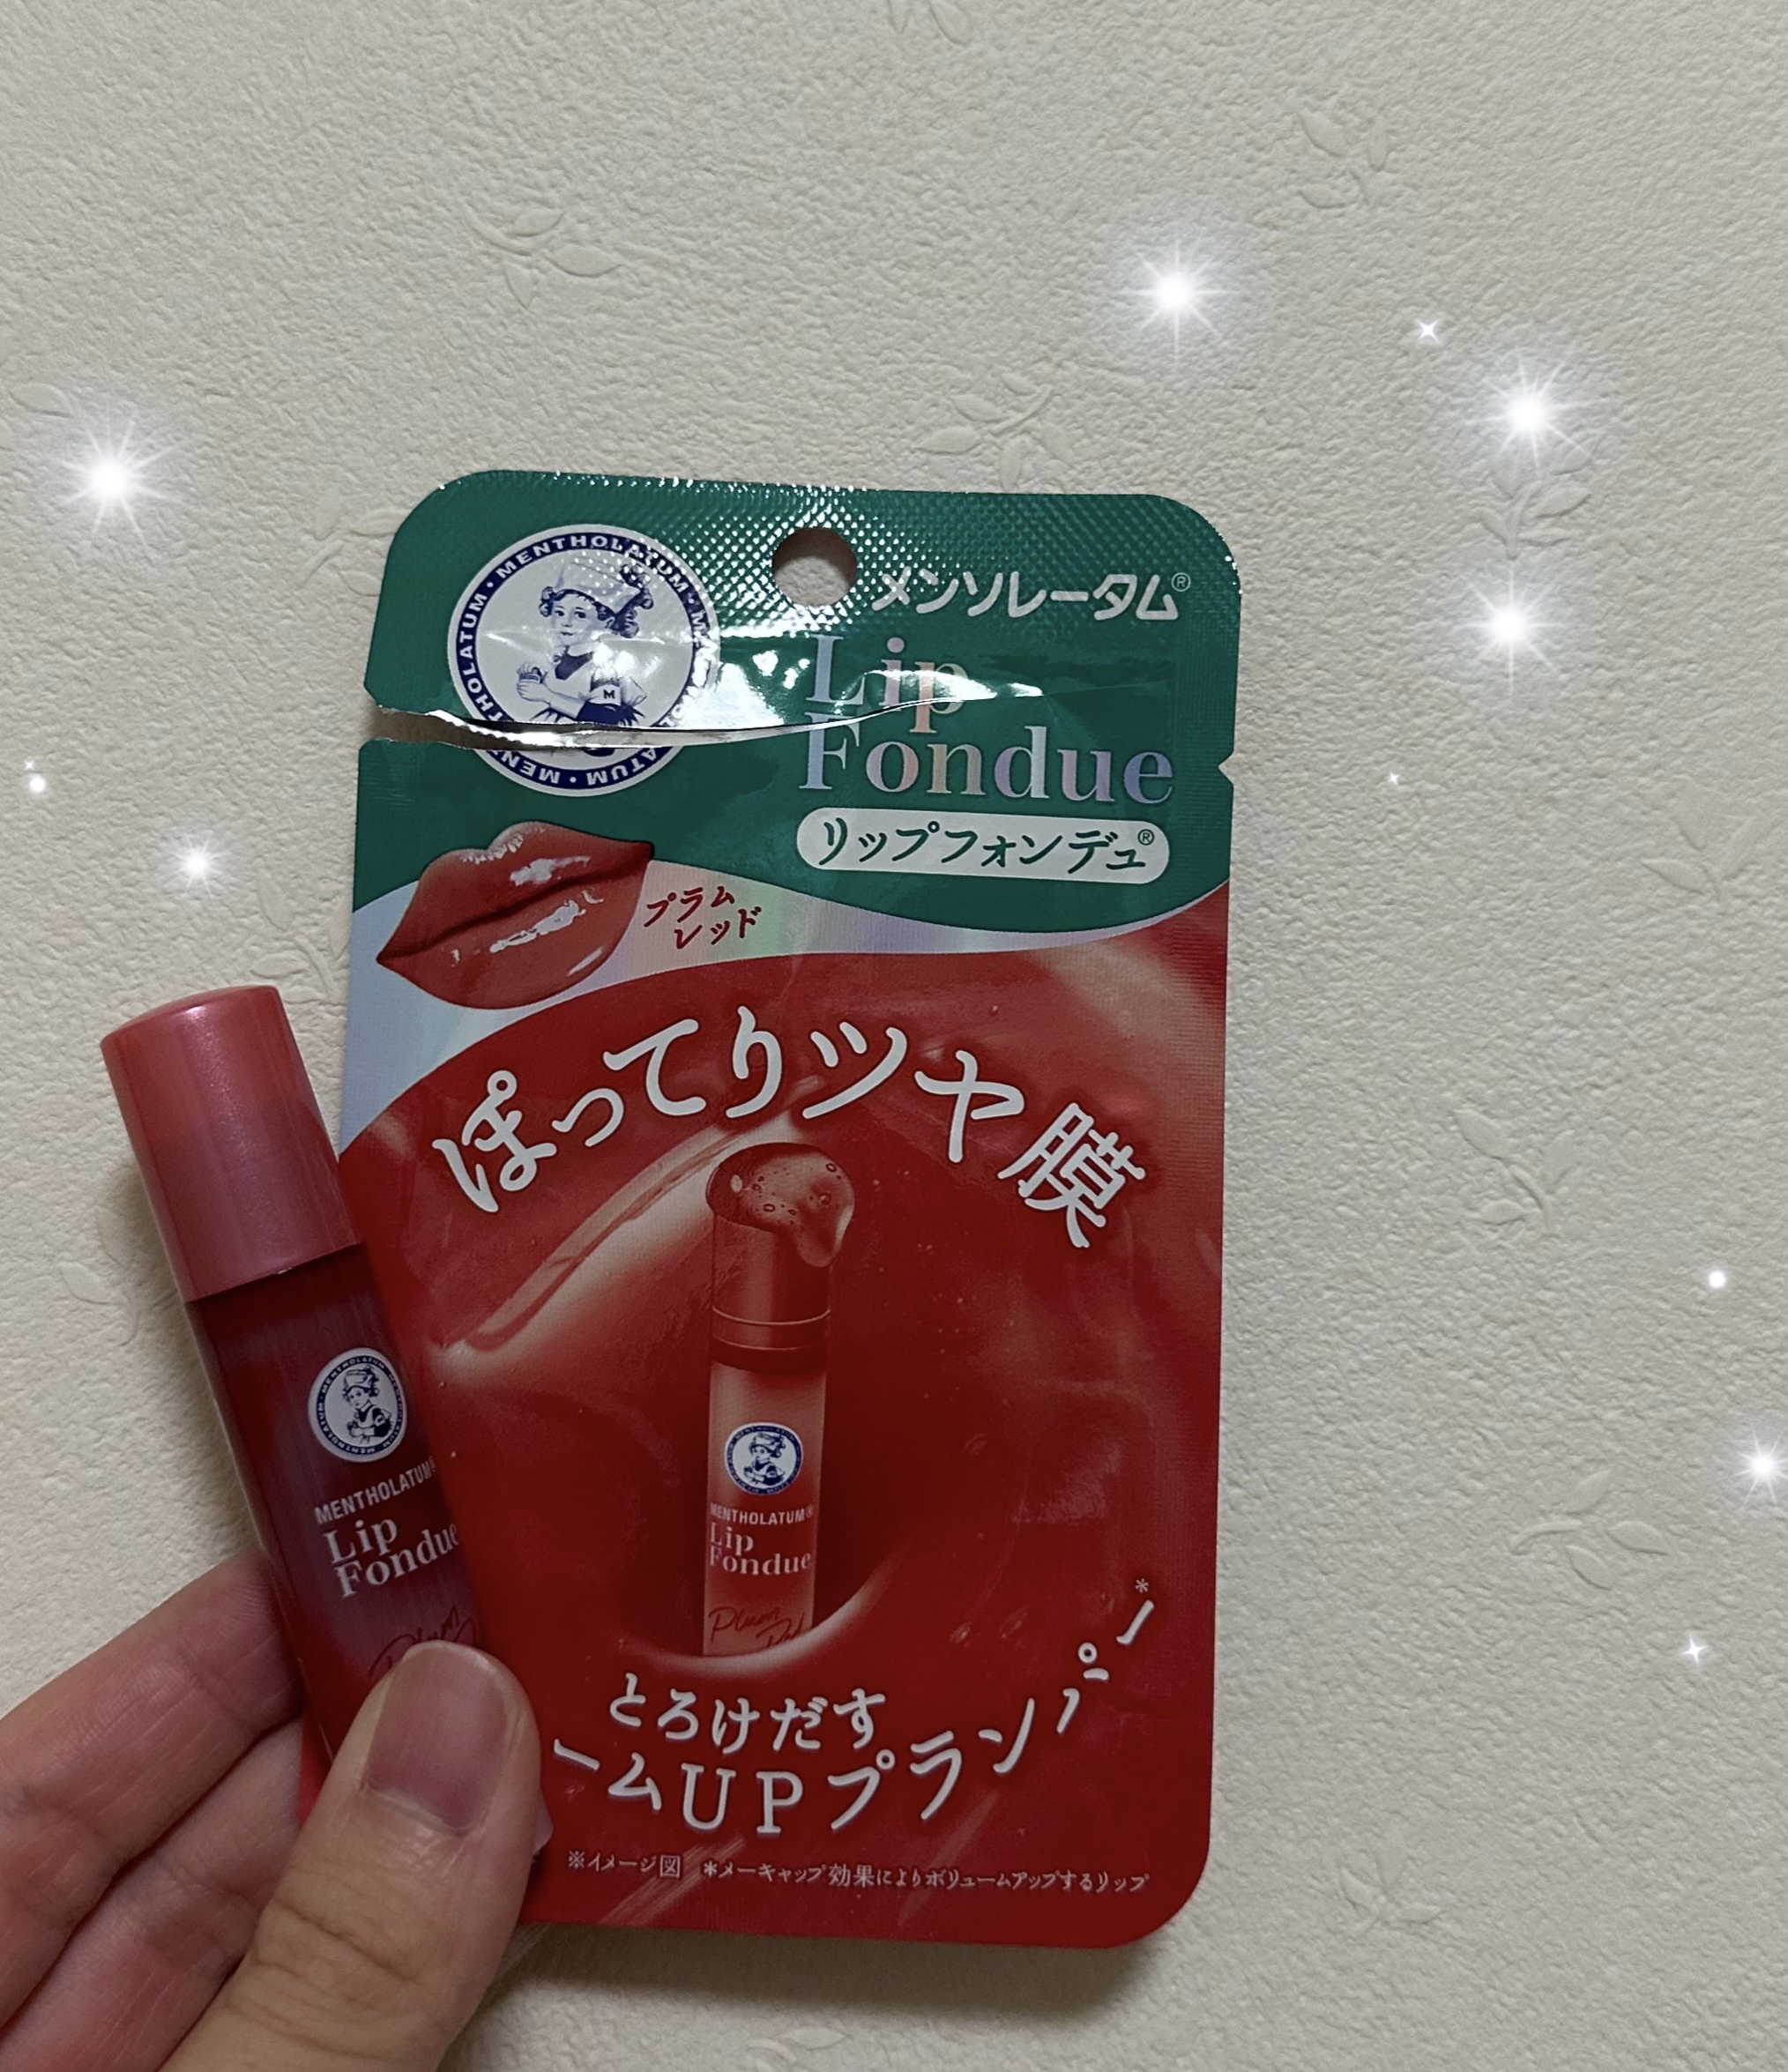 MENTHOLATUM
メンソレータム®
Lip
Fondue
リップフォンデュ®
プラム
レッド
ぽってりツヤ膜
MENTHOLATUM®
Lip
Fondue
Plum
Red
とろけだす
ームUPプランパー*
※イメージ図 *メーキャップ効果によりボリュームアップするリップ
MENTHOLATUM
MENTHOLATUM®
Lip
Fondue
Plum